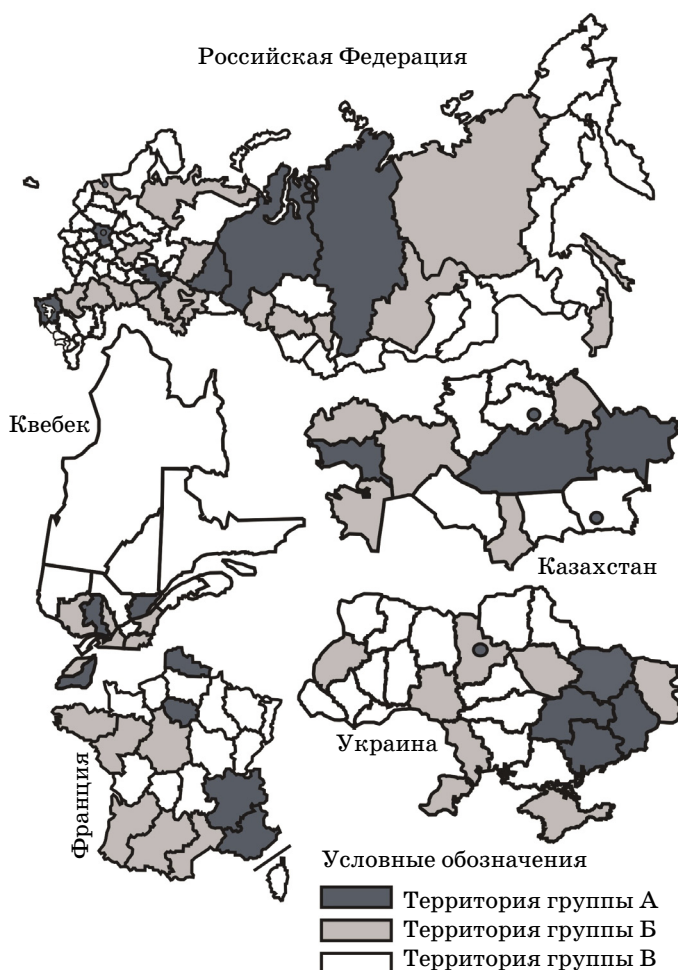 Российская Федерация
Квебек
Казахстан
Украина
Франция
Условные обозначения
Территория группы А
Территория группы Б
Территория группы В